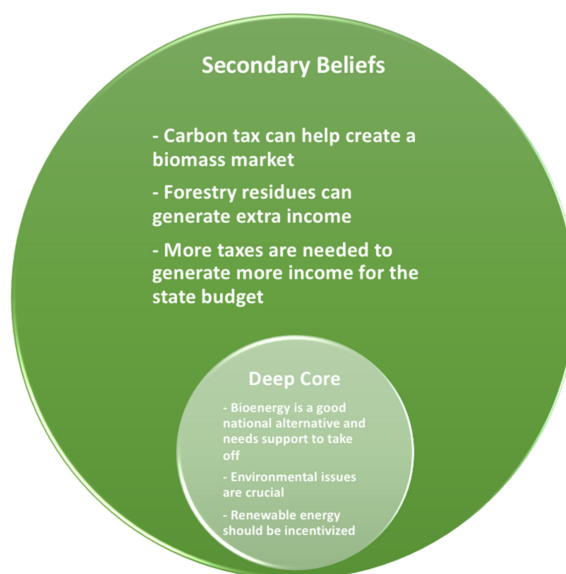 Secondary Beliefs
- Carbon tax can help create a
biomass market
- Forestry residues can
generate extra income
- More taxes are needed to
generate more income for the
state budget
Deep Core
- Bioenergy is a good
national alternative and
needs support to take
off
- Environmental issues
are crucial
- Renewable energy
should be incentivized